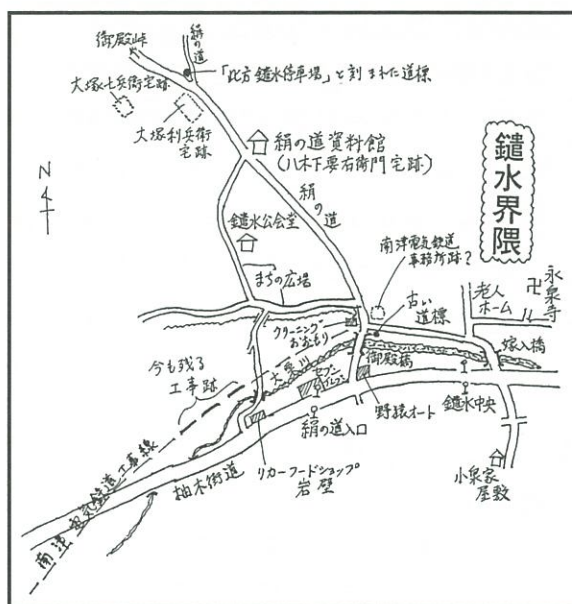 御殿峠
絹の道
「此方鑓水停車場」と刻まれた道標
大塚七兵衛宅跡
大塚利兵衛
宅跡
絹の道資料館
(八木下要右衛門宅跡)
鑓水界隈
N
絹の道
鑓水公会堂
南津電気鉄道
事務所跡?
まちの広場
老人
ホーム
卍
永泉寺
古い
道標
クリーニング
おおもり
嫁入橋
今も残る
工事跡
大栗川
御殿橋
セブン
イレブン
野猿オート
鑓水中央
絹の道入口
リカーフードショップ
岩壁
小泉家
屋敷
柚木街道
南津電気鉄道工事線